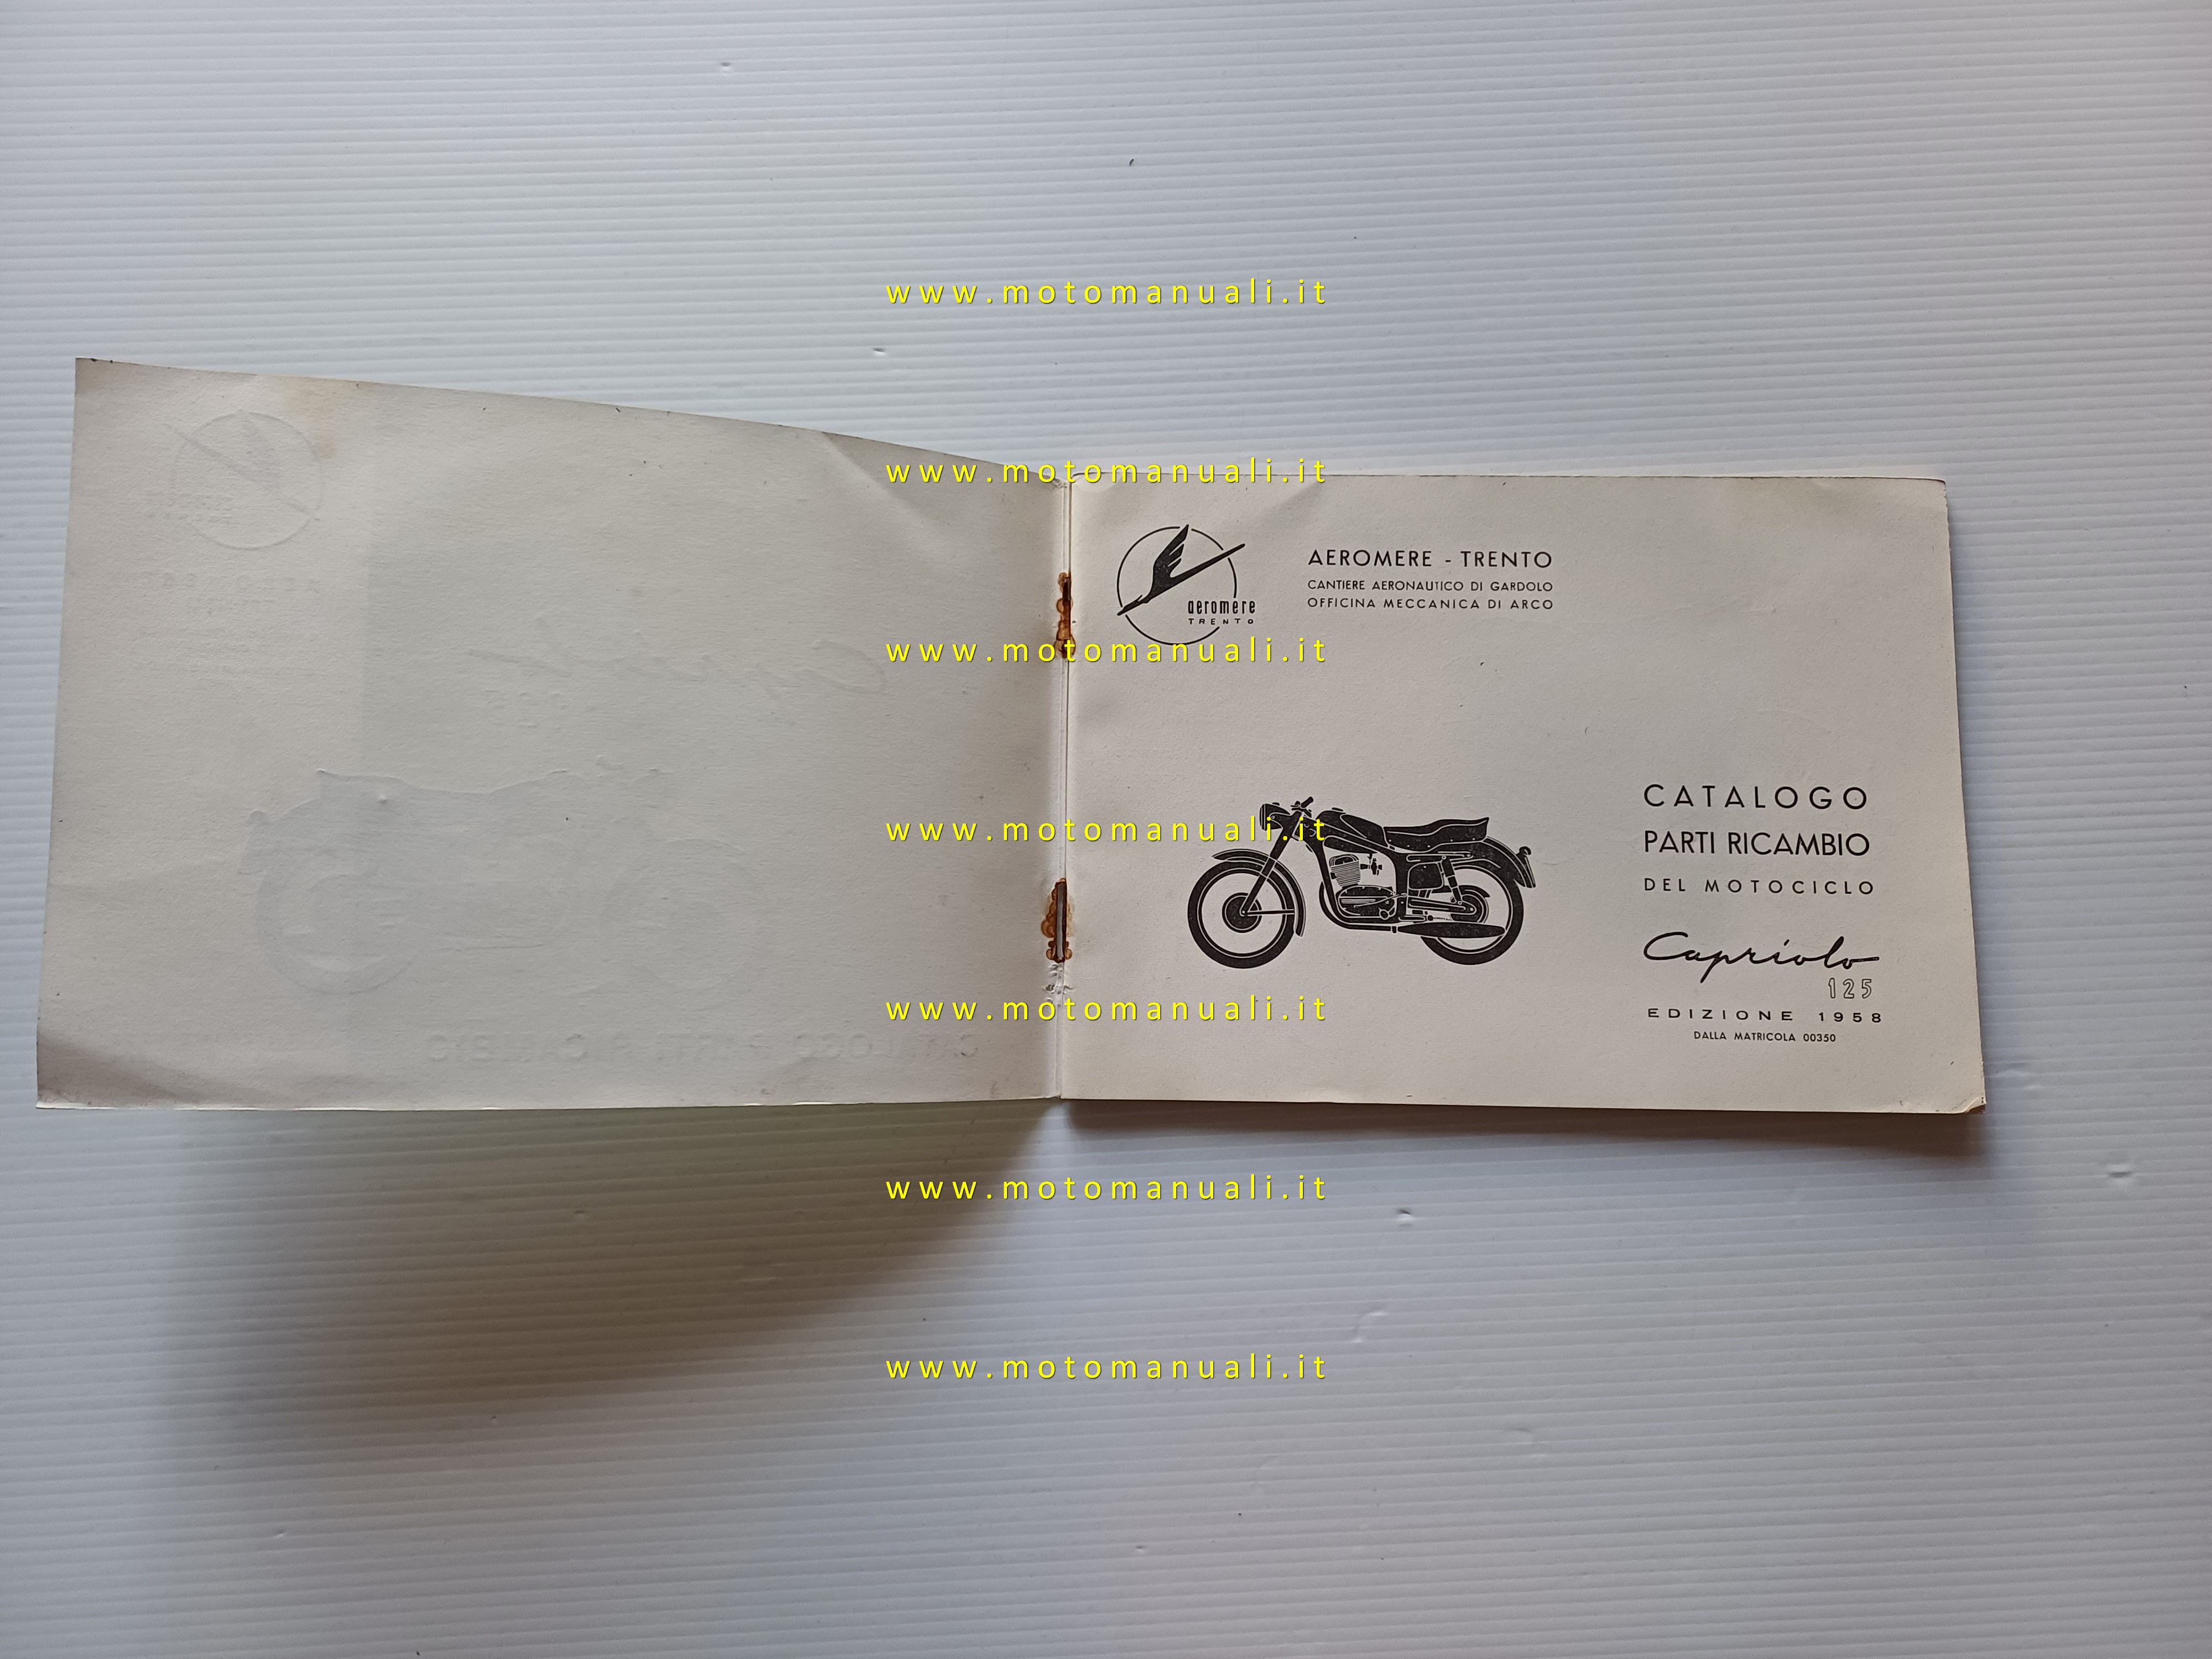 www.motomanuali.it
www.motomanuali.it
aeromere
TRENTO
AEROMERE - TRENTO
CANTIERE AERONAUTICO DI GARDOLO
OFFICINA MECCANICA DI ARCO
www.motomanuali.it
www.motomanuali.it
CATALOGO
PARTI RICAMBIO
DEL MOTOCICLO
Capriolo
125
EDIZIONE 1958
DALLA MATRICOLA 00350
www.motomanuali.it
www.motomanuali.it
www.motomanuali.it